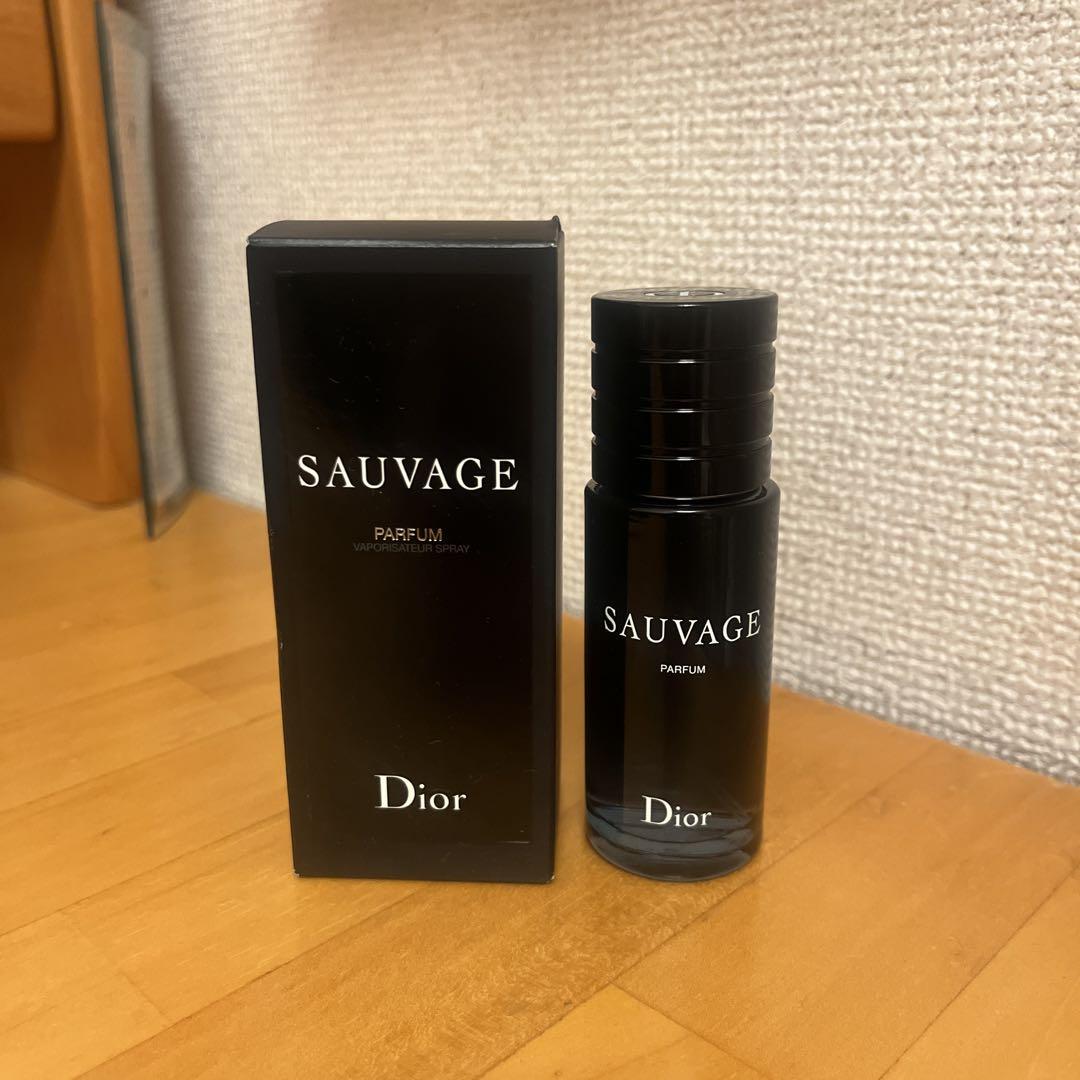 SAUVAGE
PARFUM
VAPORISATEUR SPRAY
Dior
SAUVAGE
PARFUM
Dior